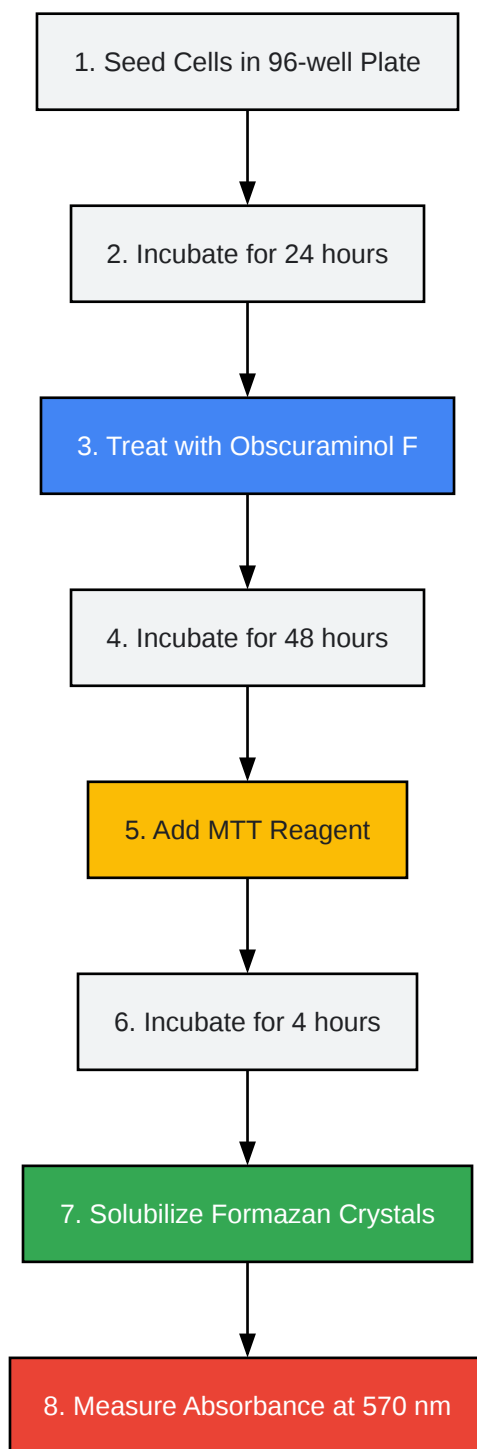 1. Seed Cells in 96-well Plate
2. Incubate for 24 hours
3. Treat with Obscuraminol F
4. Incubate for 48 hours
5. Add MTT Reagent
6. Incubate for 4 hours
7. Solubilize Formazan Crystals
8. Measure Absorbance at 570 nm